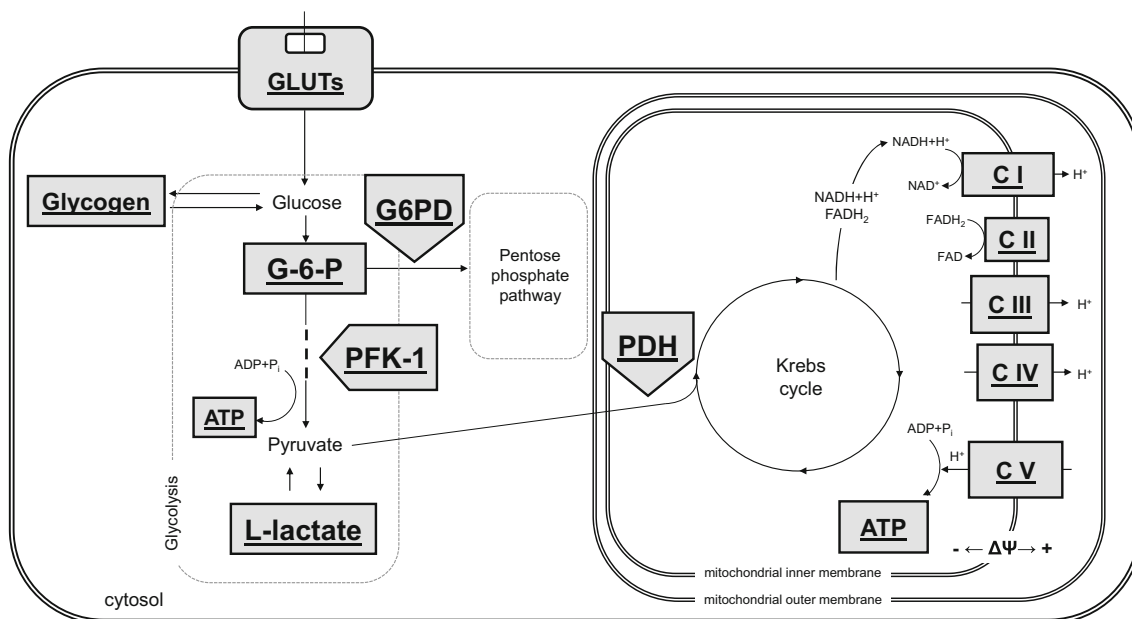 GLUTs
Glycogen
Glucose
G6PD
G-6-P
Pentose
phosphate
pathway
PFK-1
ADP+Pᵢ
ATP
Pyruvate
L-lactate
Glycolysis
cytosol
PDH
Krebs
cycle
NADH+H⁺
FADH₂
NADH+H⁺
NAD⁺
C I
H⁺
FADH₂
FAD
C II
C III
H⁺
C IV
H⁺
ADP+Pᵢ
H⁺
C V
ATP
- ← ΔΨ→ +
mitochondrial inner membrane
mitochondrial outer membrane